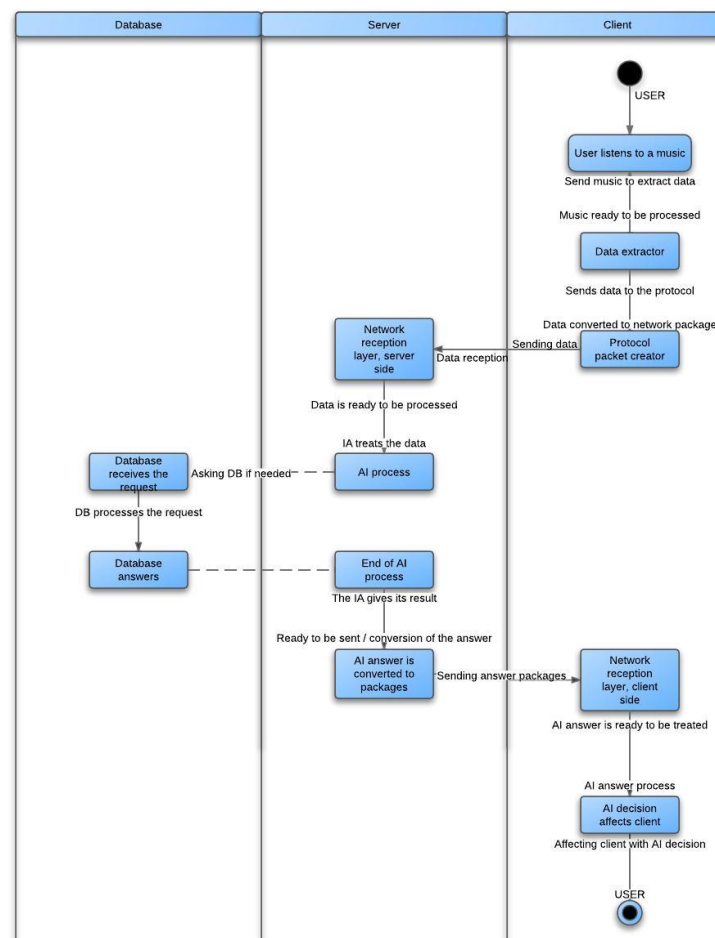 Database
Server
Client
USER
User listens to a music
Send music to extract data
Music ready to be processed
Data extractor
Sends data to the protocol
Data converted to network package
Network
reception
layer, server
side
Data reception
Sending data
Protocol
packet creator
Data is ready to be processed
IA treats the data
Database
receives the
request
Asking DB if needed
AI process
DB processes the request
Database
answers
End of AI
process
The IA gives its result
Ready to be sent / conversion of the answer
AI answer is
converted to
packages
Sending answer packages
Network
reception
layer, client
side
AI answer is ready to be treated
AI answer process
AI decision
affects client
Affecting client with AI decision
USER